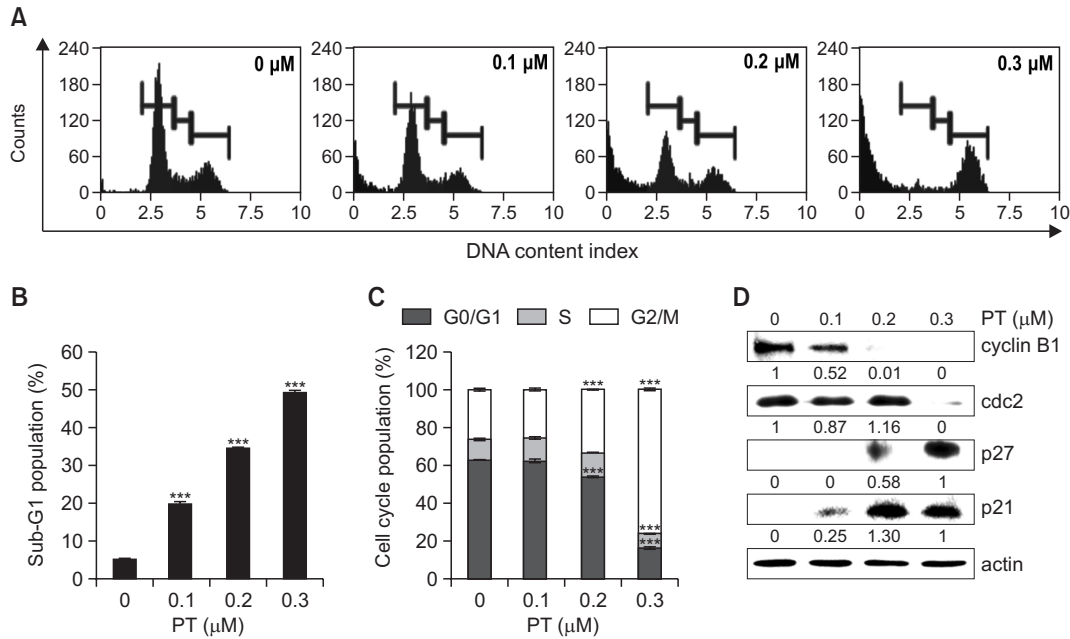 A
240 180 120 60 0
0 μM
0 2.5 5 7.5 10
240 180 120 60 0
0.1 μM
0 2.5 5 7.5 10
240 180 120 60 0
0.2 μM
0 2.5 5 7.5 10
240 180 120 60 0
0.3 μM
0 2.5 5 7.5 10
Counts
DNA content index
B
Sub-G1 population (%)
60
50
40
30
20
10
0
***
***
***
0 0.1 0.2 0.3
PT (μM)
C
G0/G1 S G2/M
Cell cycle population (%)
120
100
80
60
40
20
0
*** ***
***
***
***
0 0.1 0.2 0.3
PT (μM)
D
0 0.1 0.2 0.3 PT (μM)
cyclin B1
1 0.52 0.01 0
cdc2
1 0.87 1.16 0
p27
0 0 0.58 1
p21
0 0.25 1.30 1
actin